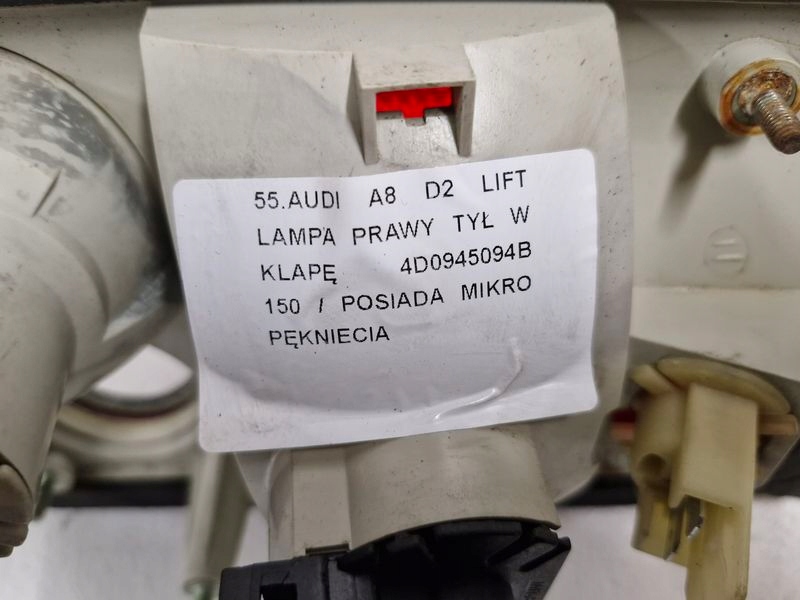 55.AUDI A8 D2 LIFT
LAMPA PRAWY TYŁ W
KLAPĘ 4D0945094B
150 / POSIADA MIKRO
PĘKNIECIA